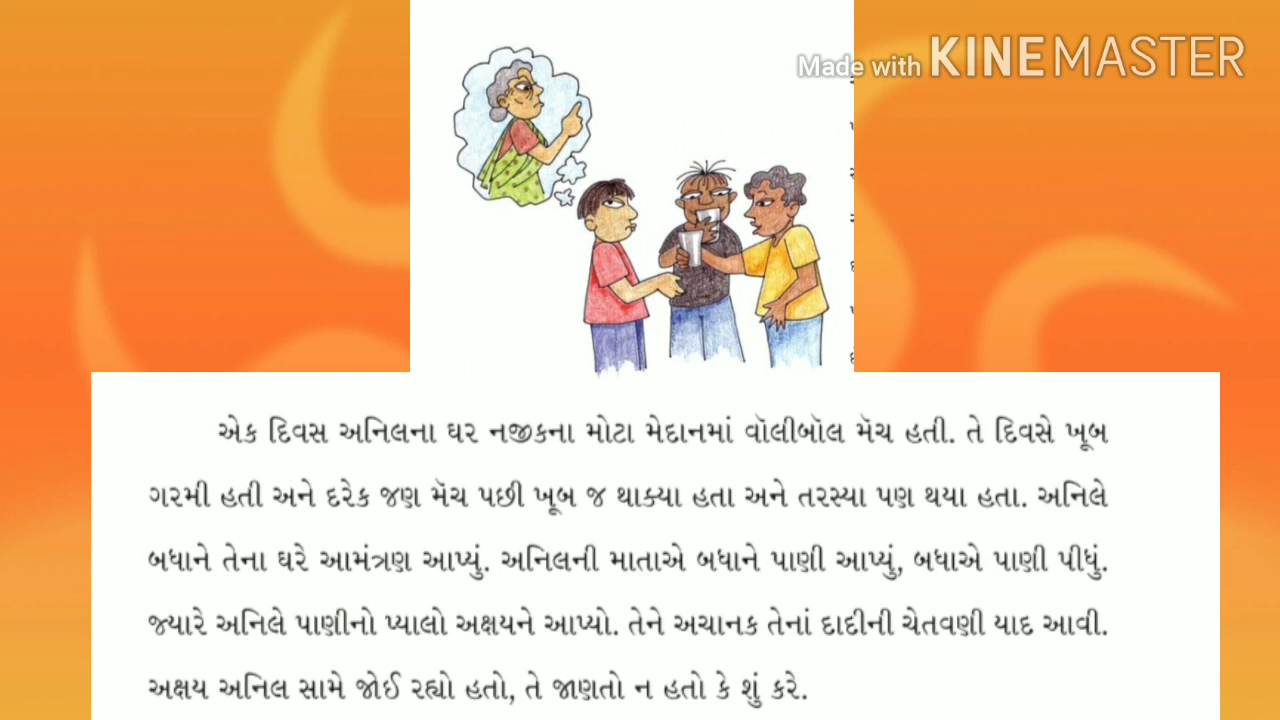 Made with KINEMASTER
એક દિવસ અનિલના ઘર નજીકના મોટા મેદાનમાં વૉલીબૉલ મૅચ હતી. તે દિવસે ખૂબ
ગરમી હતી અને દરેક જણ મૅચ પછી ખૂબ જ થાક્યા હતા અને તરસ્યા પણ થયા હતા. અનિલે
બધાને તેના ઘરે આમંત્રણ આપ્યું. અનિલની માતાએ બધાને પાણી આપ્યું, બધાએ પાણી પીધું.
જ્યારે અનિલે પાણીનો પ્યાલો અક્ષયને આપ્યો. તેને અચાનક તેનાં દાદીની ચેતવણી યાદ આવી.
અક્ષય અનિલ સામે જોઈ રહ્યો હતો, તે જાણતો ન હતો કે શું કરે.